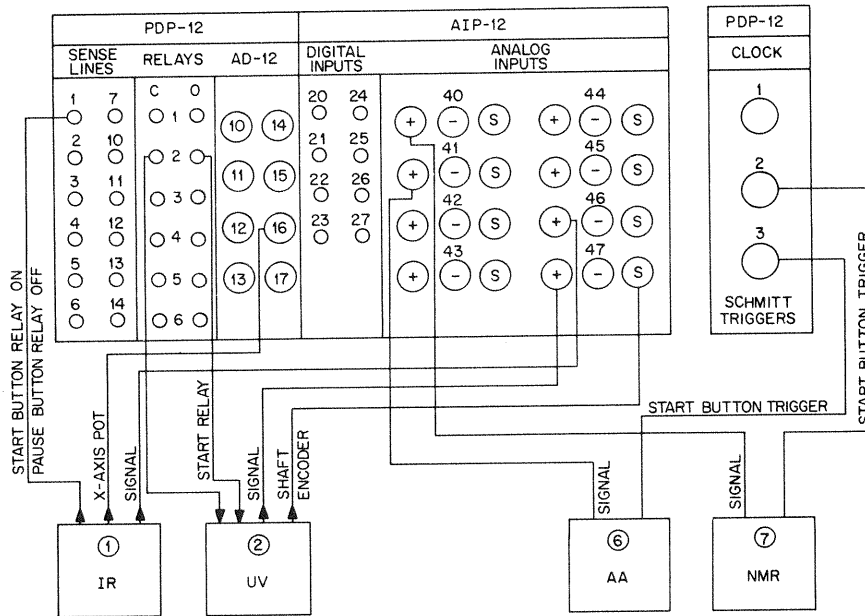 PDP-12 AIP-12
SENSE LINES RELAYS AD-12 DIGITAL INPUTS ANALOG INPUTS
1 7 C O 20 24 40 44
1 10 14 + - S + - S
2 10 2 21 25 41 45
3 11 3 11 15 22 26 + - S + - S
4 12 4 12 16 23 27 42 46
+ - S + - S
5 13 5 13 17 43 47
6 14 6 + - S + - S
PDP-12
CLOCK
1
2
3
SCHMITT
TRIGGERS
START BUTTON RELAY ON
PAUSE BUTTON RELAY OFF
X-AXIS POT
SIGNAL
START RELAY
SIGNAL
SHAFT
ENCODER
START BUTTON TRIGGER
START BUTTON TRIGGER
SIGNAL
SIGNAL
1
IR
2
UV
6
AA
7
NMR